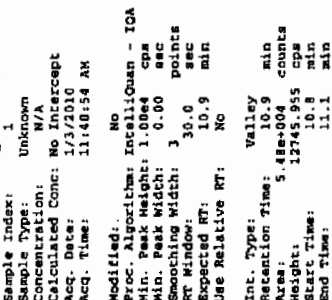 Sample Index: 1
Sample Type: Unknown
Concentration: N/A
Calculated Conc: No Intercept
Acq. Date: 1/3/2010
Acq. Time: 11:40:54 AM
Modified: No
Proc. Algorithm: IntelliQuan - IQA
Min. Peak Height: 1.00e4 cps
Min. Peak Width: 0.00 sec
Smoothing Width: 3 points
RT Window: 30.0 sec
Expected RT: 10.9 min
Use Relative RT: No
Int. Type: Valley
Retention Time: 10.9 min
Area: 5.48e+004 counts
Height: 12745.955 cps
Start Time: 10.8 min
End Time: 11.1 min